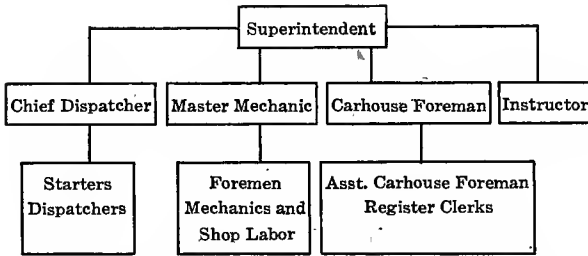 Superintendent
Chief Dispatcher
Master Mechanic
Carhouse Foreman
Instructor
Starters
Dispatchers
Foremen
Mechanics and
Shop Labor
Asst. Carhouse Foreman
Register Clerks